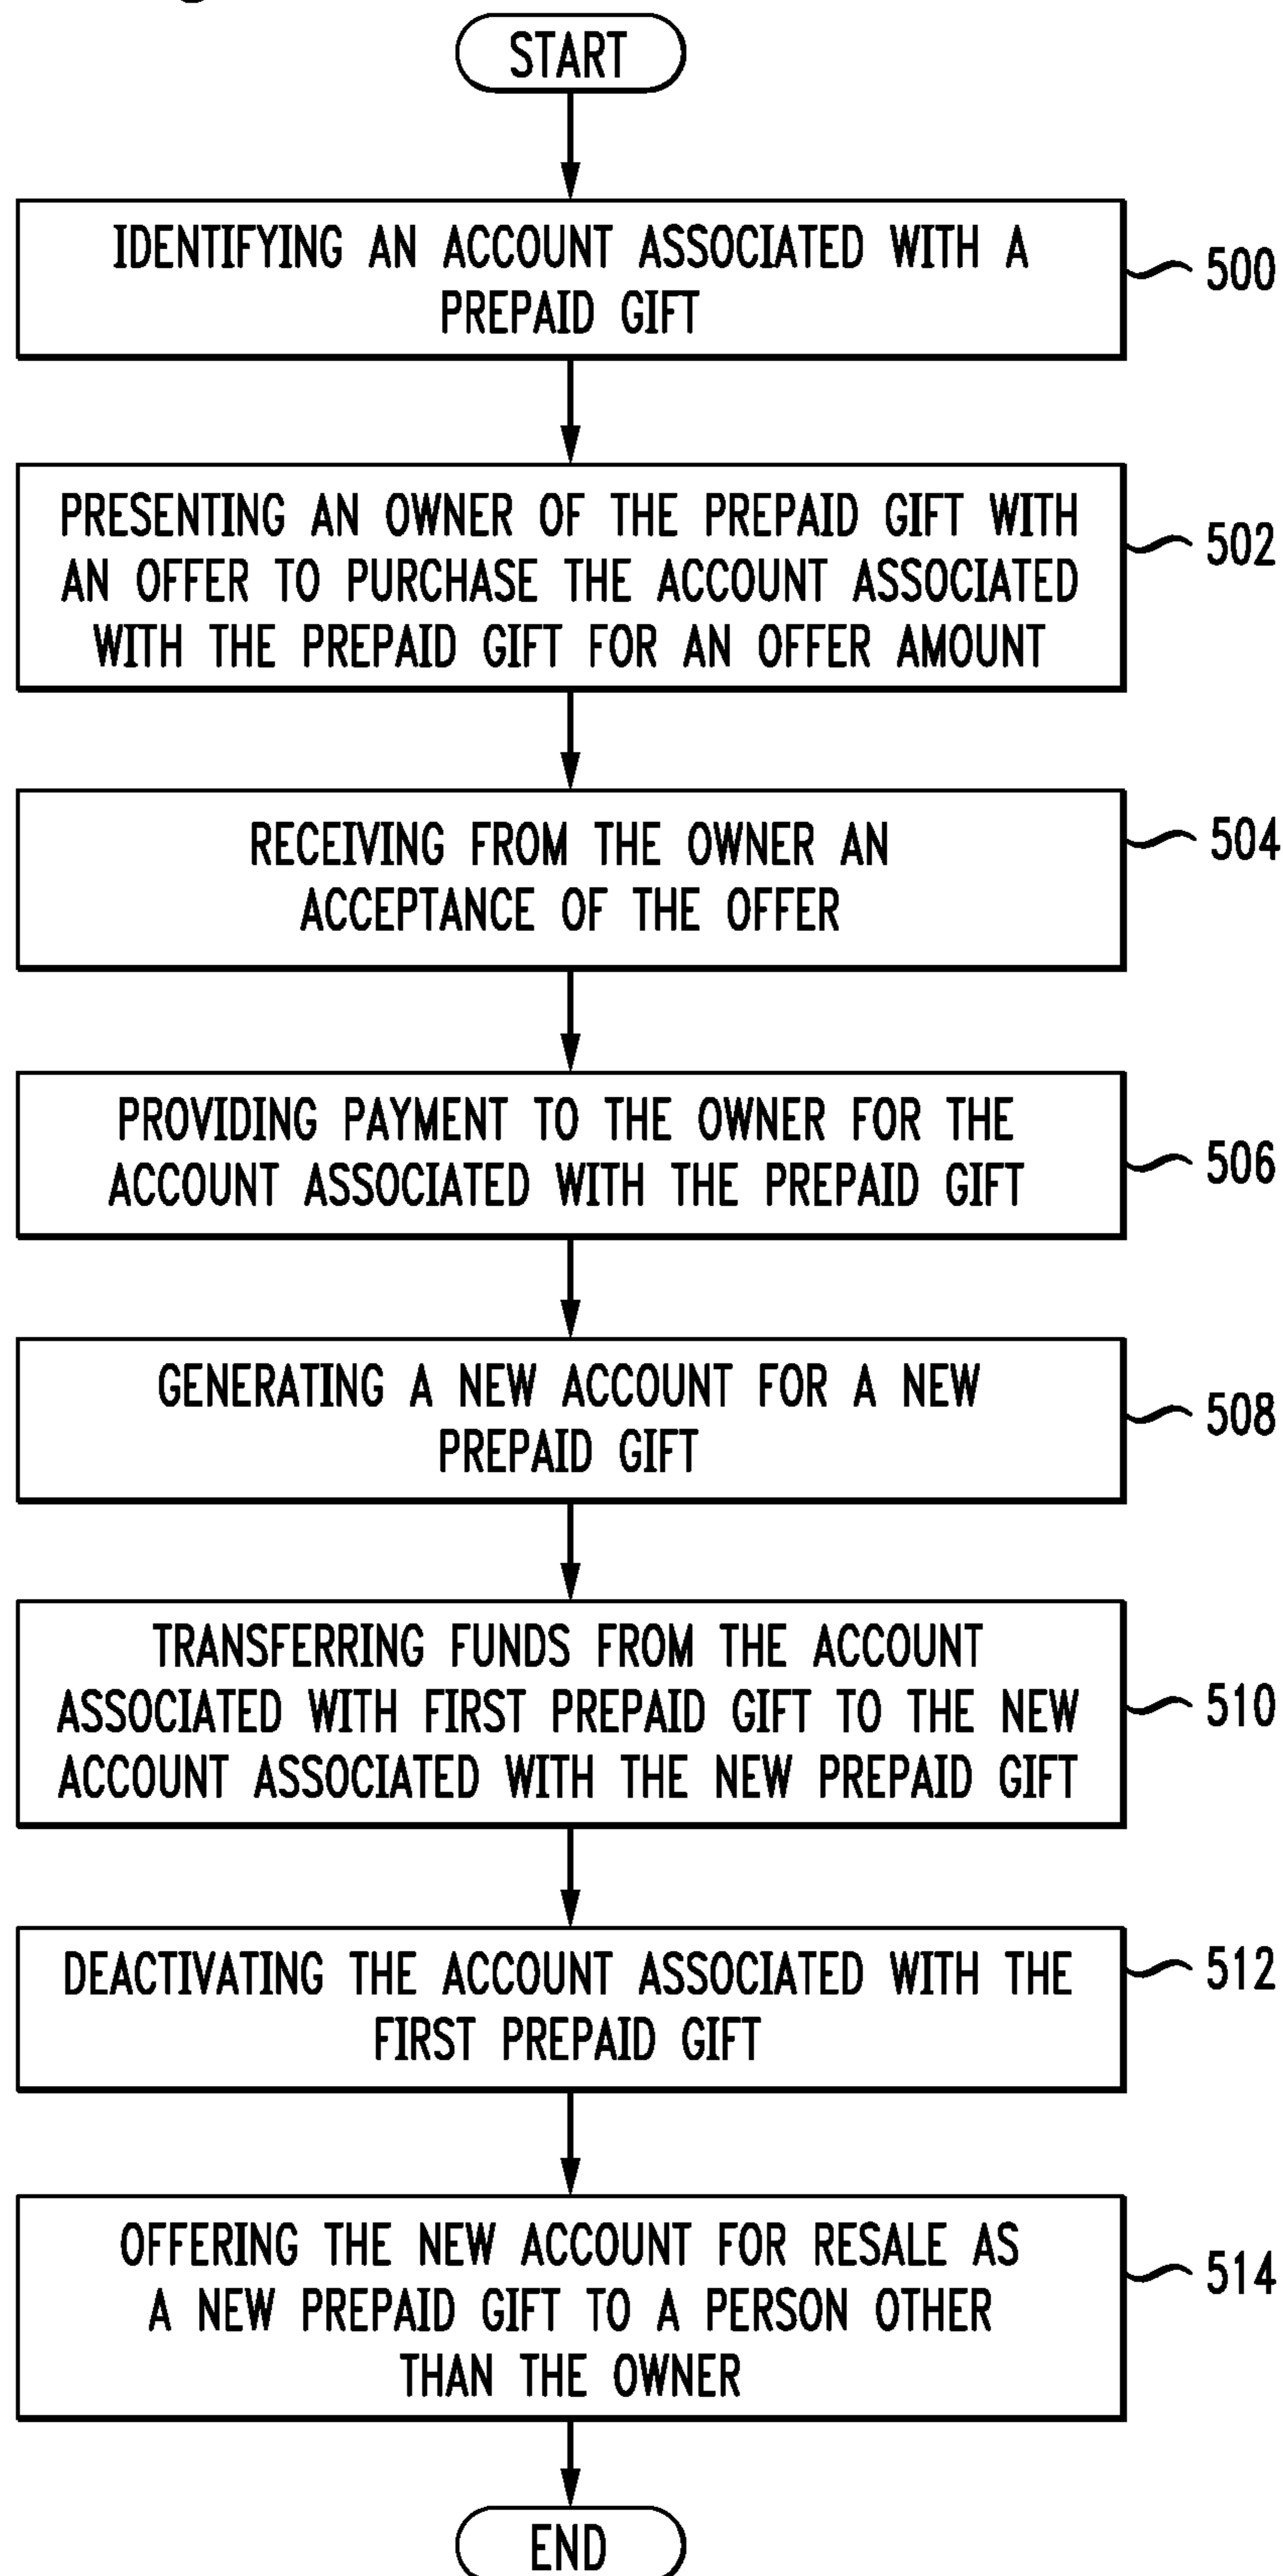 START
IDENTIFYING AN ACCOUNT ASSOCIATED WITH A
PREPAID GIFT
500
PRESENTING AN OWNER OF THE PREPAID GIFT WITH
AN OFFER TO PURCHASE THE ACCOUNT ASSOCIATED
WITH THE PREPAID GIFT FOR AN OFFER AMOUNT
502
RECEIVING FROM THE OWNER AN
ACCEPTANCE OF THE OFFER
504
PROVIDING PAYMENT TO THE OWNER FOR THE
ACCOUNT ASSOCIATED WITH THE PREPAID GIFT
506
GENERATING A NEW ACCOUNT FOR A NEW
PREPAID GIFT
508
TRANSFERRING FUNDS FROM THE ACCOUNT
ASSOCIATED WITH FIRST PREPAID GIFT TO THE NEW
ACCOUNT ASSOCIATED WITH THE NEW PREPAID GIFT
510
DEACTIVATING THE ACCOUNT ASSOCIATED WITH THE
FIRST PREPAID GIFT
512
OFFERING THE NEW ACCOUNT FOR RESALE AS
A NEW PREPAID GIFT TO A PERSON OTHER
THAN THE OWNER
514
END